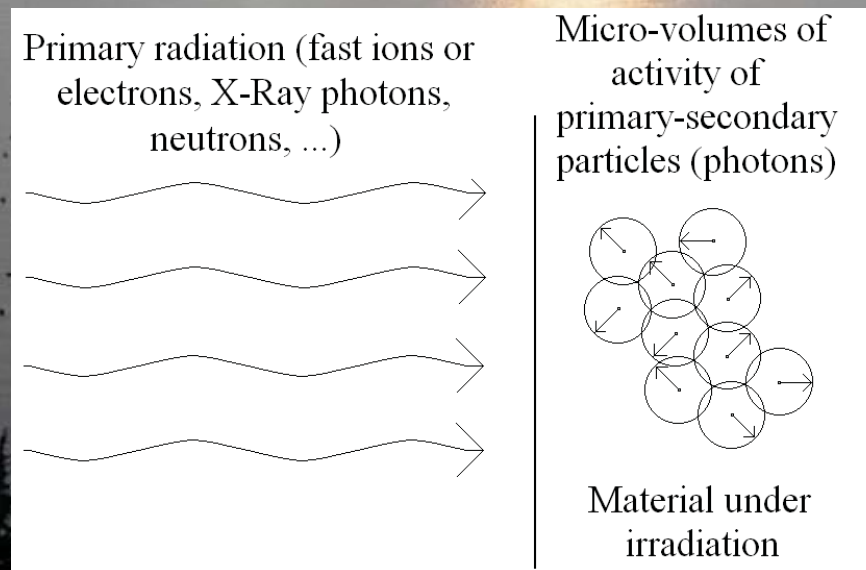 Primary radiation (fast ions or
electrons, X-Ray photons,
neutrons, ...)
Micro-volumes of
activity of
primary-secondary
particles (photons)
Material under
irradiation